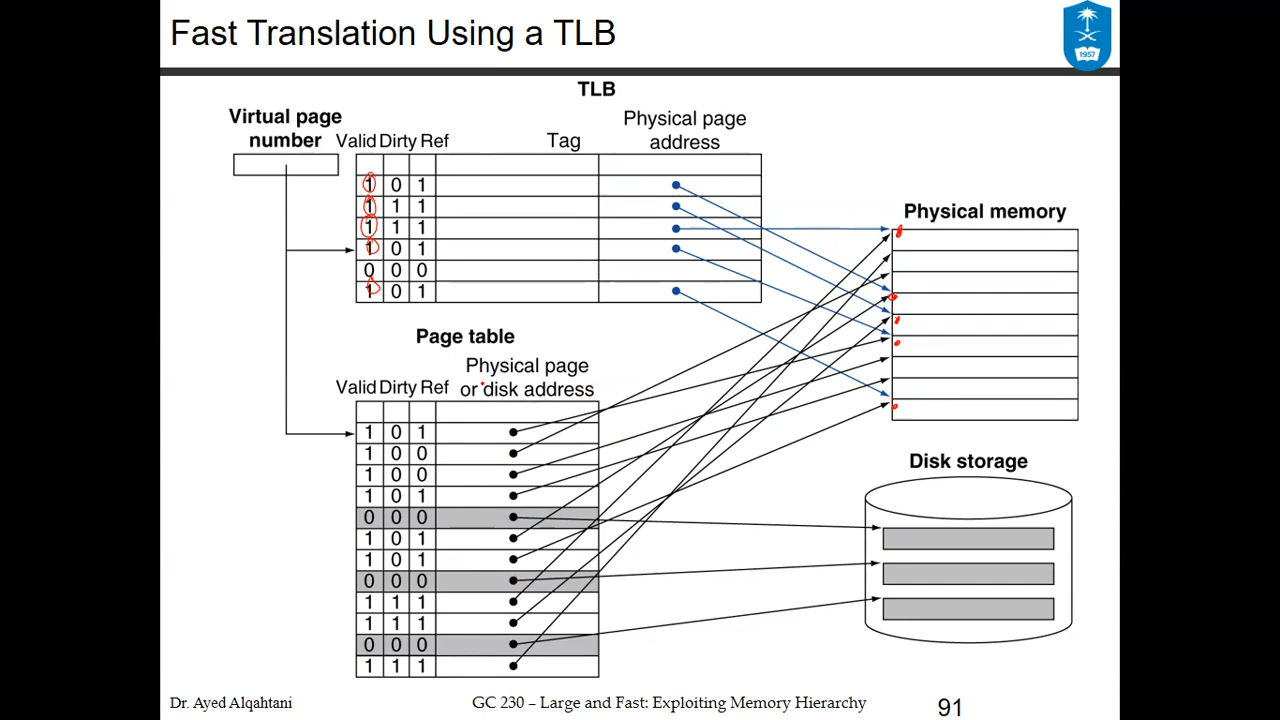 Fast Translation Using a TLB
1957
TLB
Virtual page
number
Valid Dirty Ref
Tag
Physical page
address
1 0 1
1 1 1
1 1 1
1 0 1
0 0 0
1 0 1
Physical memory
Page table
Physical page
or disk address
Valid Dirty Ref
1 0 1
1 0 0
1 0 0
1 0 1
0 0 0
1 0 1
1 0 1
0 0 0
1 1 1
1 1 1
0 0 0
1 1 1
Disk storage
Dr. Ayed Alqahtani
GC 230 – Large and Fast: Exploiting Memory Hierarchy
91